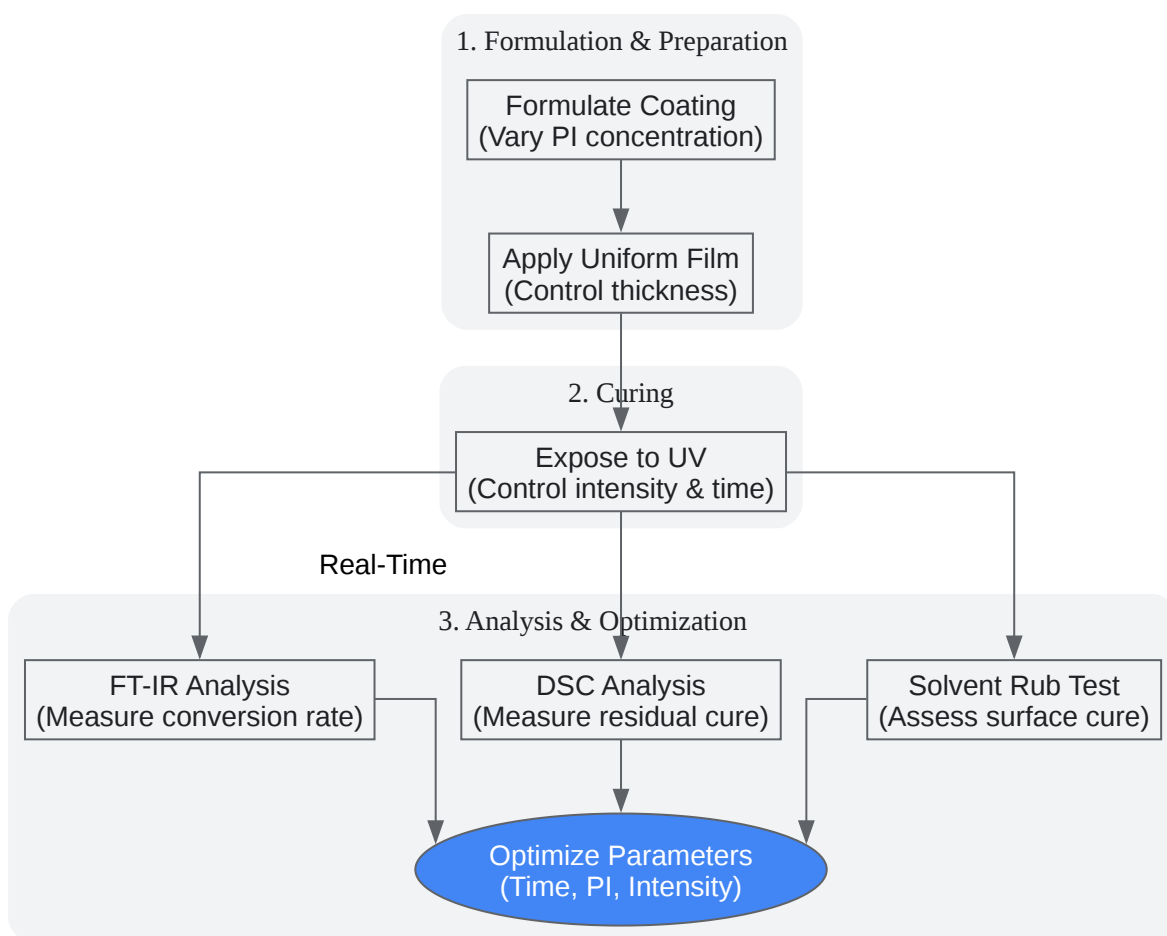 1. Formulation & Preparation
Formulate Coating
(Vary PI concentration)
Apply Uniform Film
(Control thickness)
2. Curing
Expose to UV
(Control intensity & time)
Real-Time
3. Analysis & Optimization
FT-IR Analysis
(Measure conversion rate)
DSC Analysis
(Measure residual cure)
Solvent Rub Test
(Assess surface cure)
Optimize Parameters
(Time, PI, Intensity)